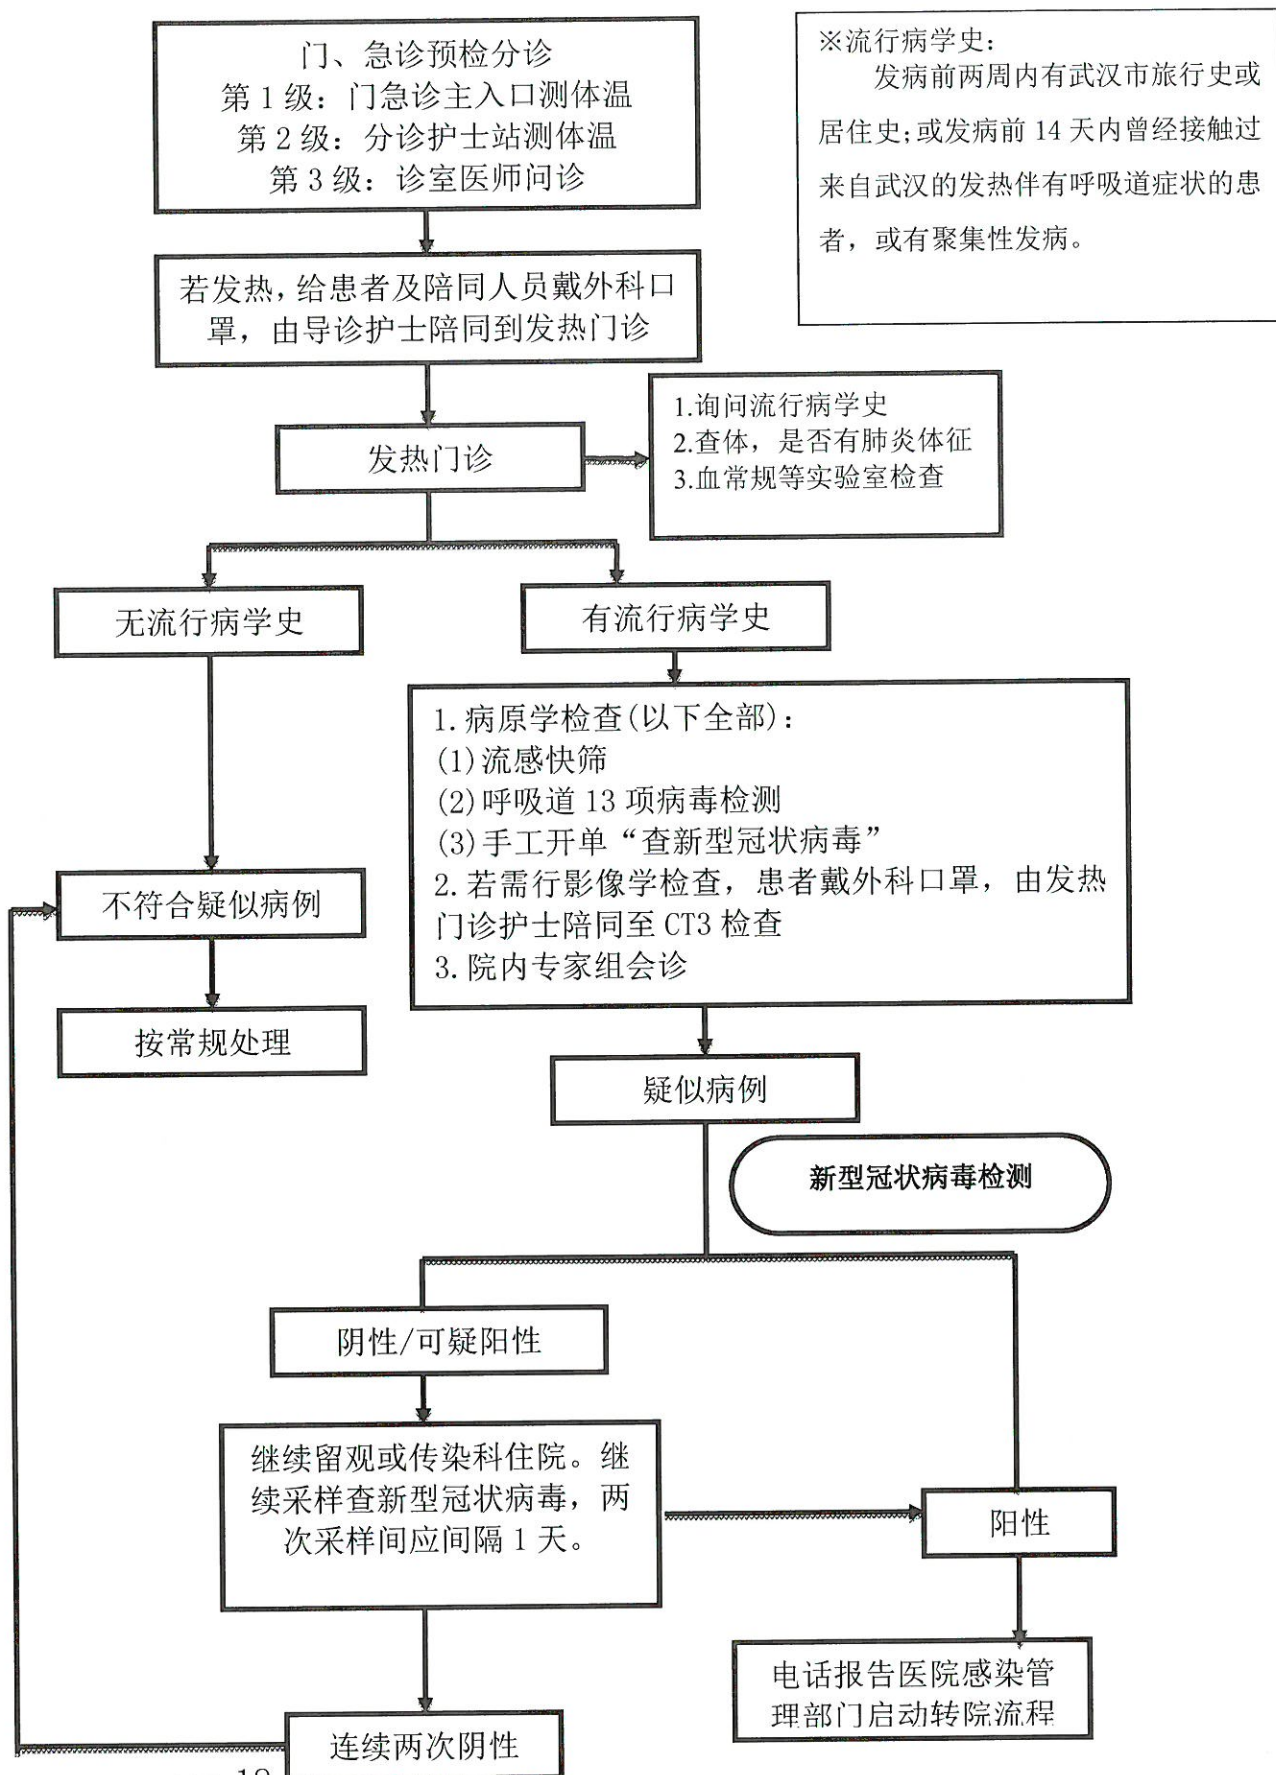 门、急诊预检分诊
第1级：门急诊主入口测体温
第2级：分诊护士站测体温
第3级：诊室医师问诊
※流行病学史：
发病前两周内有武汉市旅行史或
居住史；或发病前14天内曾经接触过
来自武汉的发热伴有呼吸道症状的患
者，或有聚集性发病。
若发热，给患者及陪同人员戴外科口
罩，由导诊护士陪同到发热门诊
发热门诊
1.询问流行病学史
2.查体，是否有肺炎体征
3.血常规等实验室检查
无流行病学史
有流行病学史
1.病原学检查(以下全部)：
(1)流感快筛
(2)呼吸道13项病毒检测
(3)手工开单“查新型冠状病毒”
2.若需行影像学检查，患者戴外科口罩，由发热
门诊护士陪同至CT3检查
3.院内专家组会诊
不符合疑似病例
按常规处理
疑似病例
新型冠状病毒检测
阴性/可疑阳性
继续留观或传染科住院。继
续采样查新型冠状病毒，两
次采样间应间隔1天。
阳性
电话报告医院感染管
理部门启动转院流程
连续两次阴性